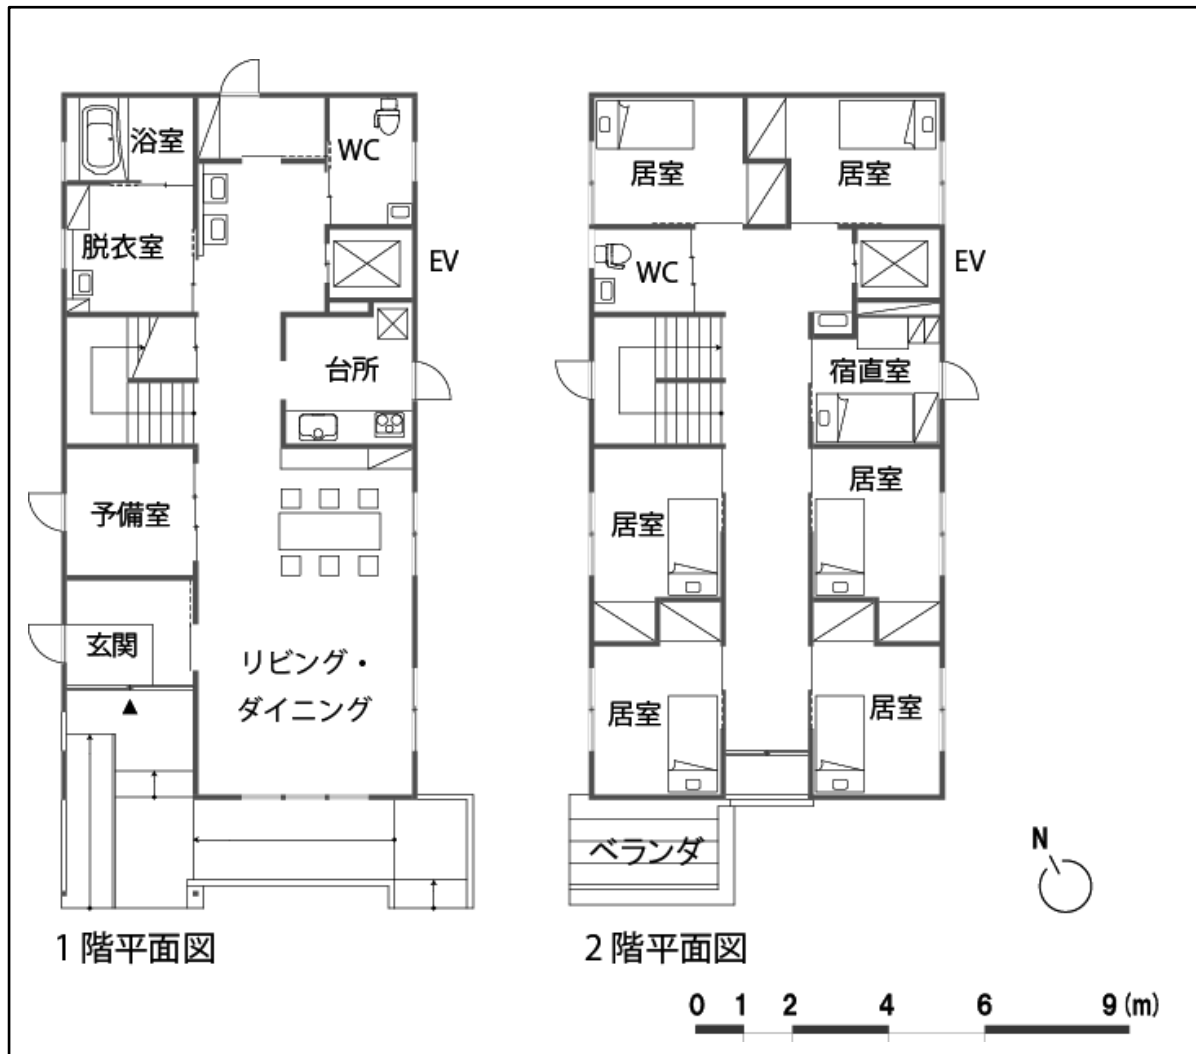 浴室
WC
脱衣室
EV
台所
予備室
玄関
リビング・
ダイニング
1 階平面図
居室
居室
WC
EV
宿直室
居室
居室
居室
居室
ベランダ
2 階平面図
N
0 1 2 4 6 9 (m)